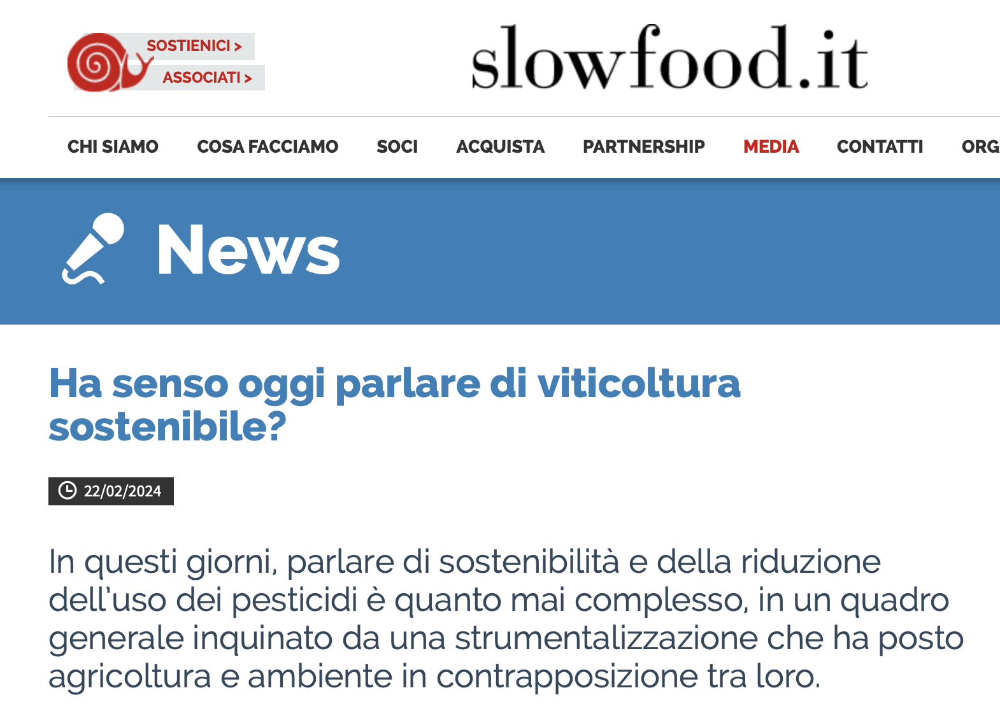 SOSTIENICI >
ASSOCIATI >
slowfood.it
CHI SIAMO COSA FACCIAMO SOCI ACQUISTA PARTNERSHIP MEDIA CONTATTI ORG
News
Ha senso oggi parlare di viticoltura
sostenibile?
22/02/2024
In questi giorni, parlare di sostenibilità e della riduzione
dell’uso dei pesticidi è quanto mai complesso, in un quadro
generale inquinato da una strumentalizzazione che ha posto
agricoltura e ambiente in contrapposizione tra loro.